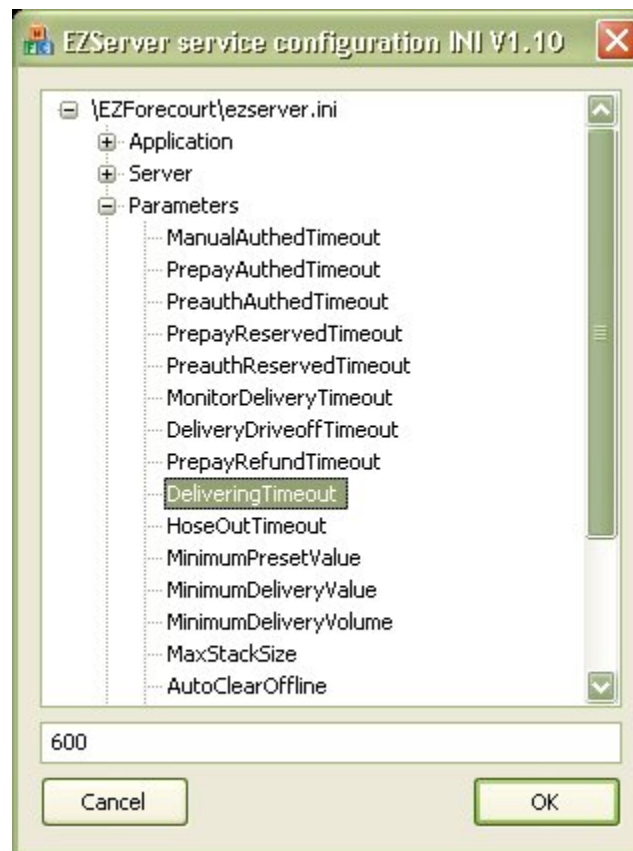 EZServer service configuration INI V1.10
\EZForecourt\ezserver.ini
Application
Server
Parameters
ManualAuthedTimeout
PrepayAuthedTimeout
PreauthAuthedTimeout
PrepayReservedTimeout
PreauthReservedTimeout
MonitorDeliveryTimeout
DeliveryDriveoffTimeout
PrepayRefundTimeout
DeliveringTimeout
HoseOutTimeout
MinimumPresetValue
MinimumDeliveryValue
MinimumDeliveryVolume
MaxStackSize
AutoClearOffline
600
Cancel OK